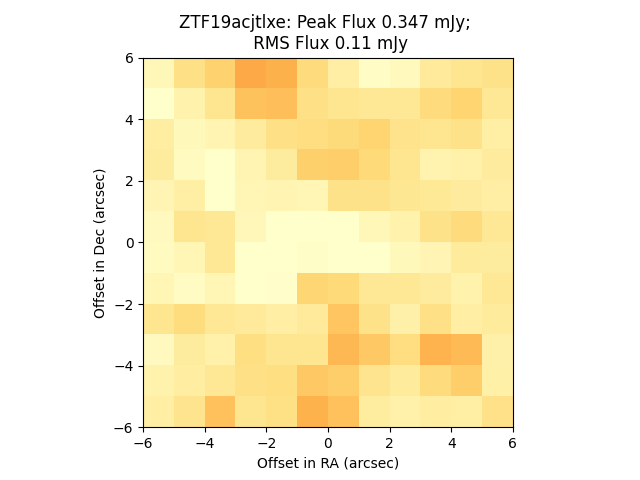 ZTF19acjtlxe: Peak Flux 0.347 mJy;
RMS Flux 0.11 mJy
6
4
2
0
−2
−4
−6
Offset in Dec (arcsec)
−6 −4 −2 0 2 4 6
Offset in RA (arcsec)